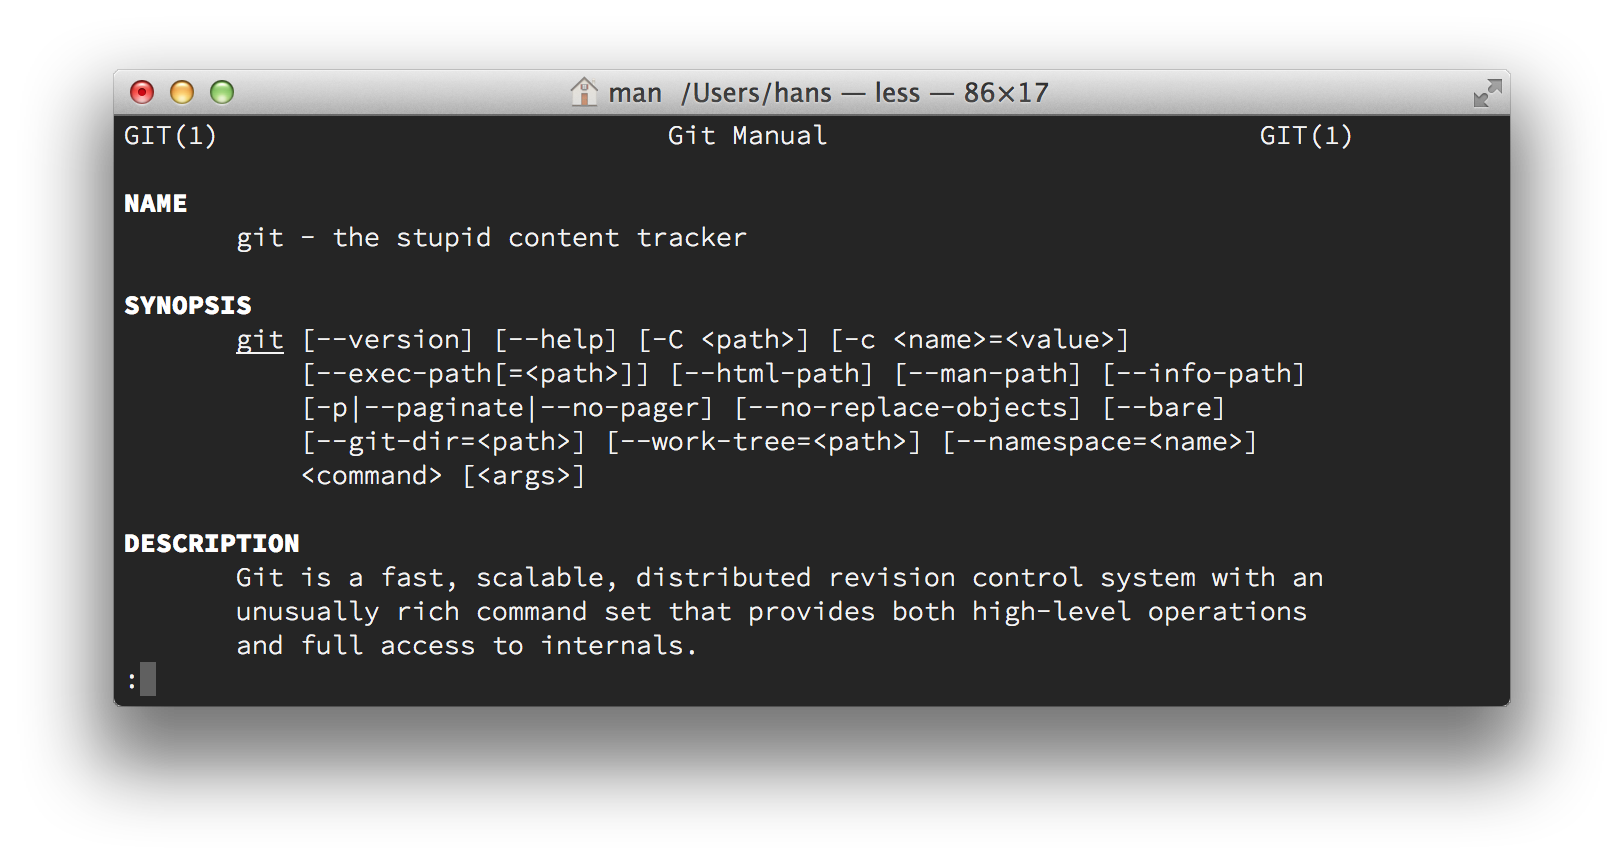 man /Users/hans — less — 86×17
GIT(1) Git Manual GIT(1)
NAME
git - the stupid content tracker
SYNOPSIS
git [--version] [--help] [-C <path>] [-c <name>=<value>]
[--exec-path[=<path>]] [--html-path] [--man-path] [--info-path]
[-p|--paginate|--no-pager] [--no-replace-objects] [--bare]
[--git-dir=<path>] [--work-tree=<path>] [--namespace=<name>]
<command> [<args>]
DESCRIPTION
Git is a fast, scalable, distributed revision control system with an
unusually rich command set that provides both high-level operations
and full access to internals.
: